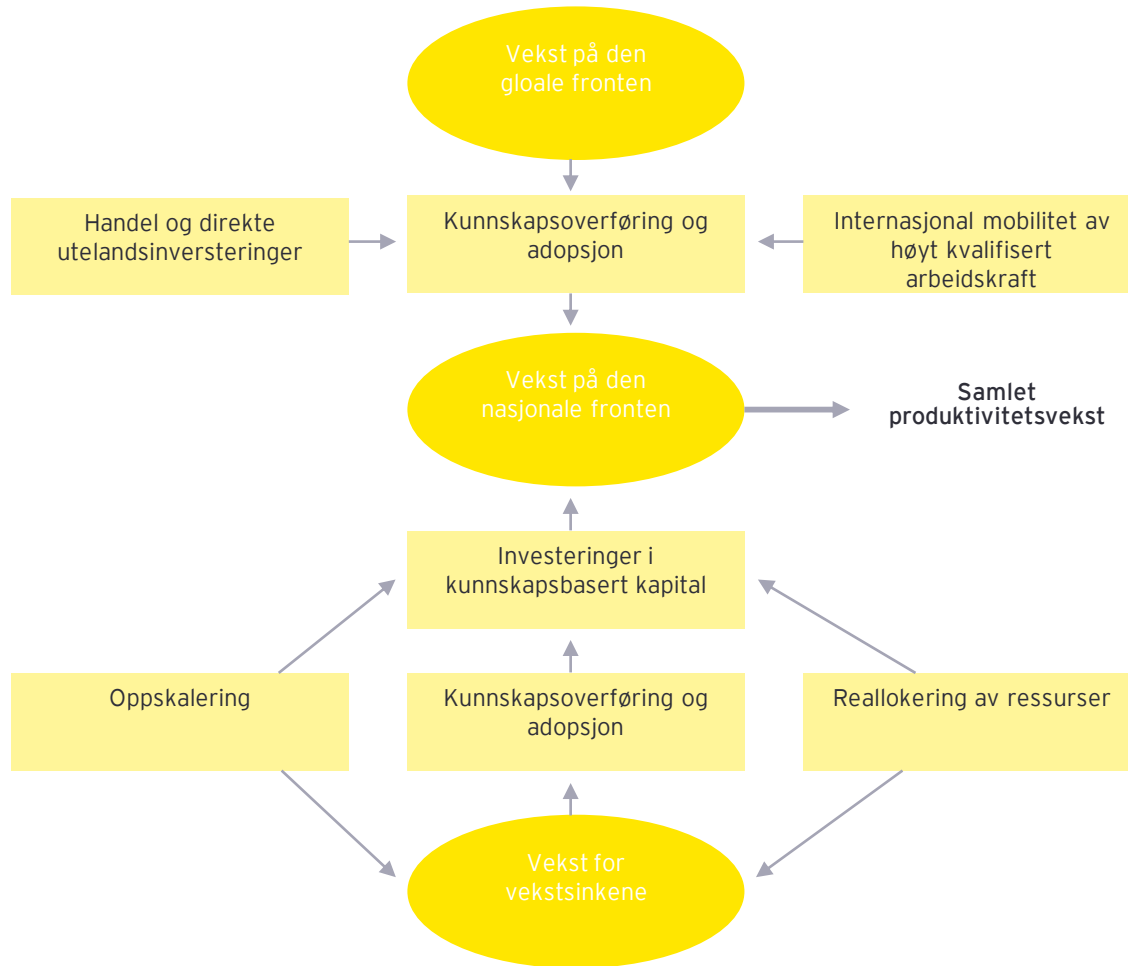 Vekst på den
gloale fronten
Handel og direkte
utelandsinversteringer
Kunnskapsoverføring og
adopsjon
Internasjonal mobilitet av
høyt kvalifisert
arbeidskraft
Vekst på den
nasjonale fronten
Samlet
produktivitetsvekst
Investeringer i
kunnskapsbasert kapital
Oppskalering
Kunnskapsoverføring og
adopsjon
Reallokering av ressurser
Vekst for
vekstsinkene